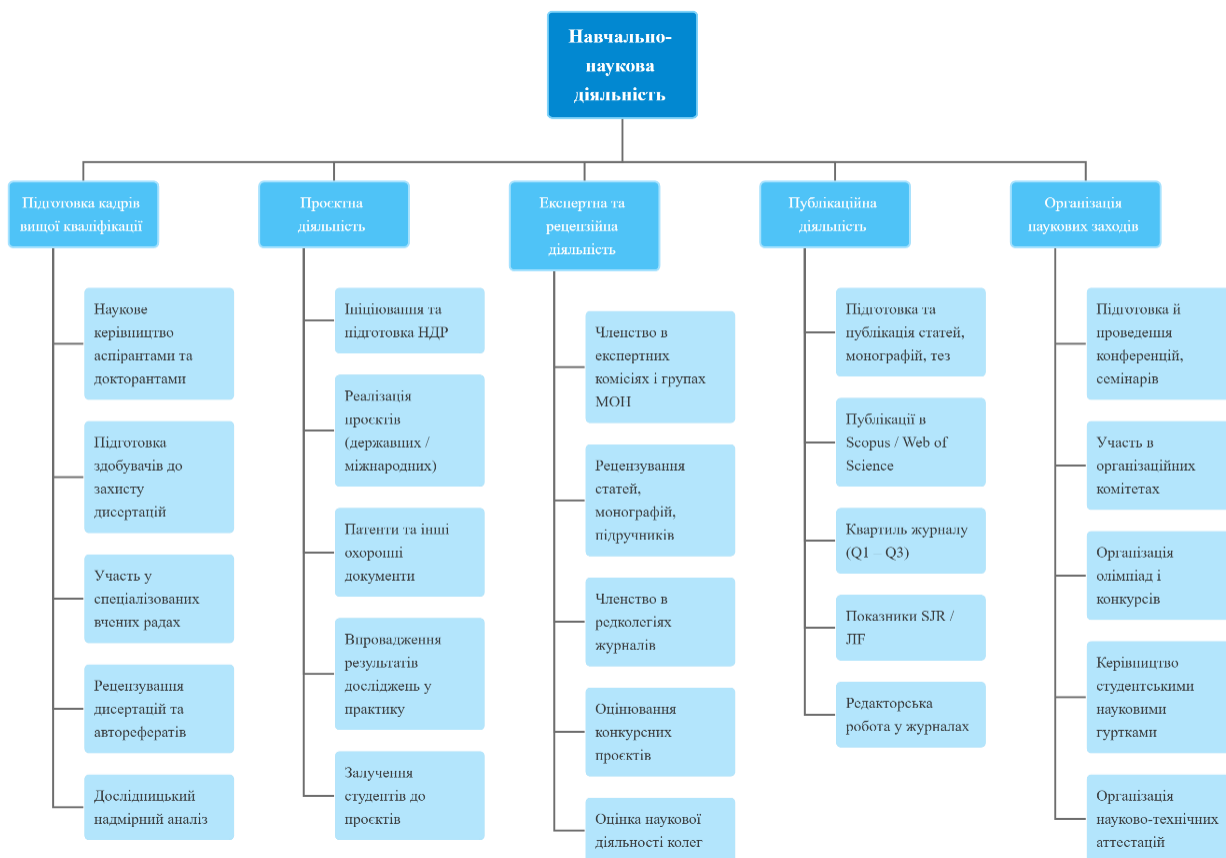 Навчально-
наукова
діяльність
Підготовка кадрів
вищої кваліфікації
Наукове
керівництво
аспірантами та
докторантами
Підготовка
здобувачів до
захисту
дисертацій
Участь у
спеціалізованих
вчених радах
Рецензування
дисертацій та
авторефератів
Дослідницький
надмірний аналіз
Проєктна
діяльність
Ініціювання та
підготовка НДР
Реалізація
проєктів
(державних /
міжнародних)
Патенти та інші
охоронні
документи
Впровадження
результатів
досліджень у
практику
Залучення
студентів до
проєктів
Експертна та
рецензійна
діяльність
Членство в
експертних
комісіях і групах
МОН
Рецензування
статей,
монографій,
підручників
Членство в
редколегіях
журналів
Оцінювання
конкурсних
проєктів
Оцінка наукової
діяльності колег
Публікаційна
діяльність
Підготовка та
публікація статей,
монографій, тез
Публікації в
Scopus / Web of
Science
Квартиль журналу
(Q1 – Q3)
Показники SJR /
ЛF
Редакторська
робота у журналах
Організація
наукових заходів
Підготовка й
проведення
конференцій,
семінарів
Участь в
організаційних
комітетах
Організація
олімпіад і
конкурсів
Керівництво
студентськими
науковими
гуртками
Організація
науково-технічних
аттестацій